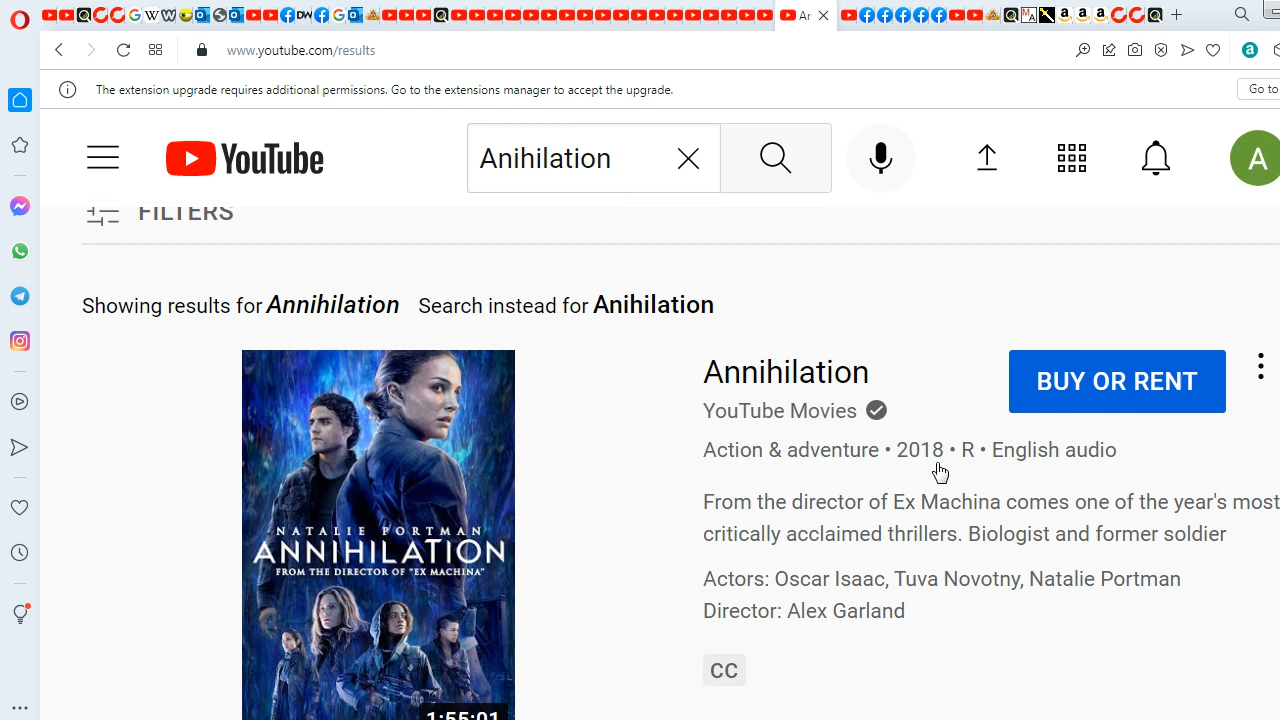 Ar
www.youtube.com/results
The extension upgrade requires additional permissions. Go to the extensions manager to accept the upgrade.
Go to
YouTube
Anihilation
A
FILTERS
Showing results for Annihilation Search instead for Anihilation
Annihilation
BUY OR RENT
YouTube Movies
Action & adventure • 2018 • R • English audio
From the director of Ex Machina comes one of the year's most
critically acclaimed thrillers. Biologist and former soldier
Actors: Oscar Isaac, Tuva Novotny, Natalie Portman
Director: Alex Garland
CC
NATALIE PORTMAN
ANNIHILATION
FROM THE DIRECTOR OF "EX MACHINA"
1:55:01